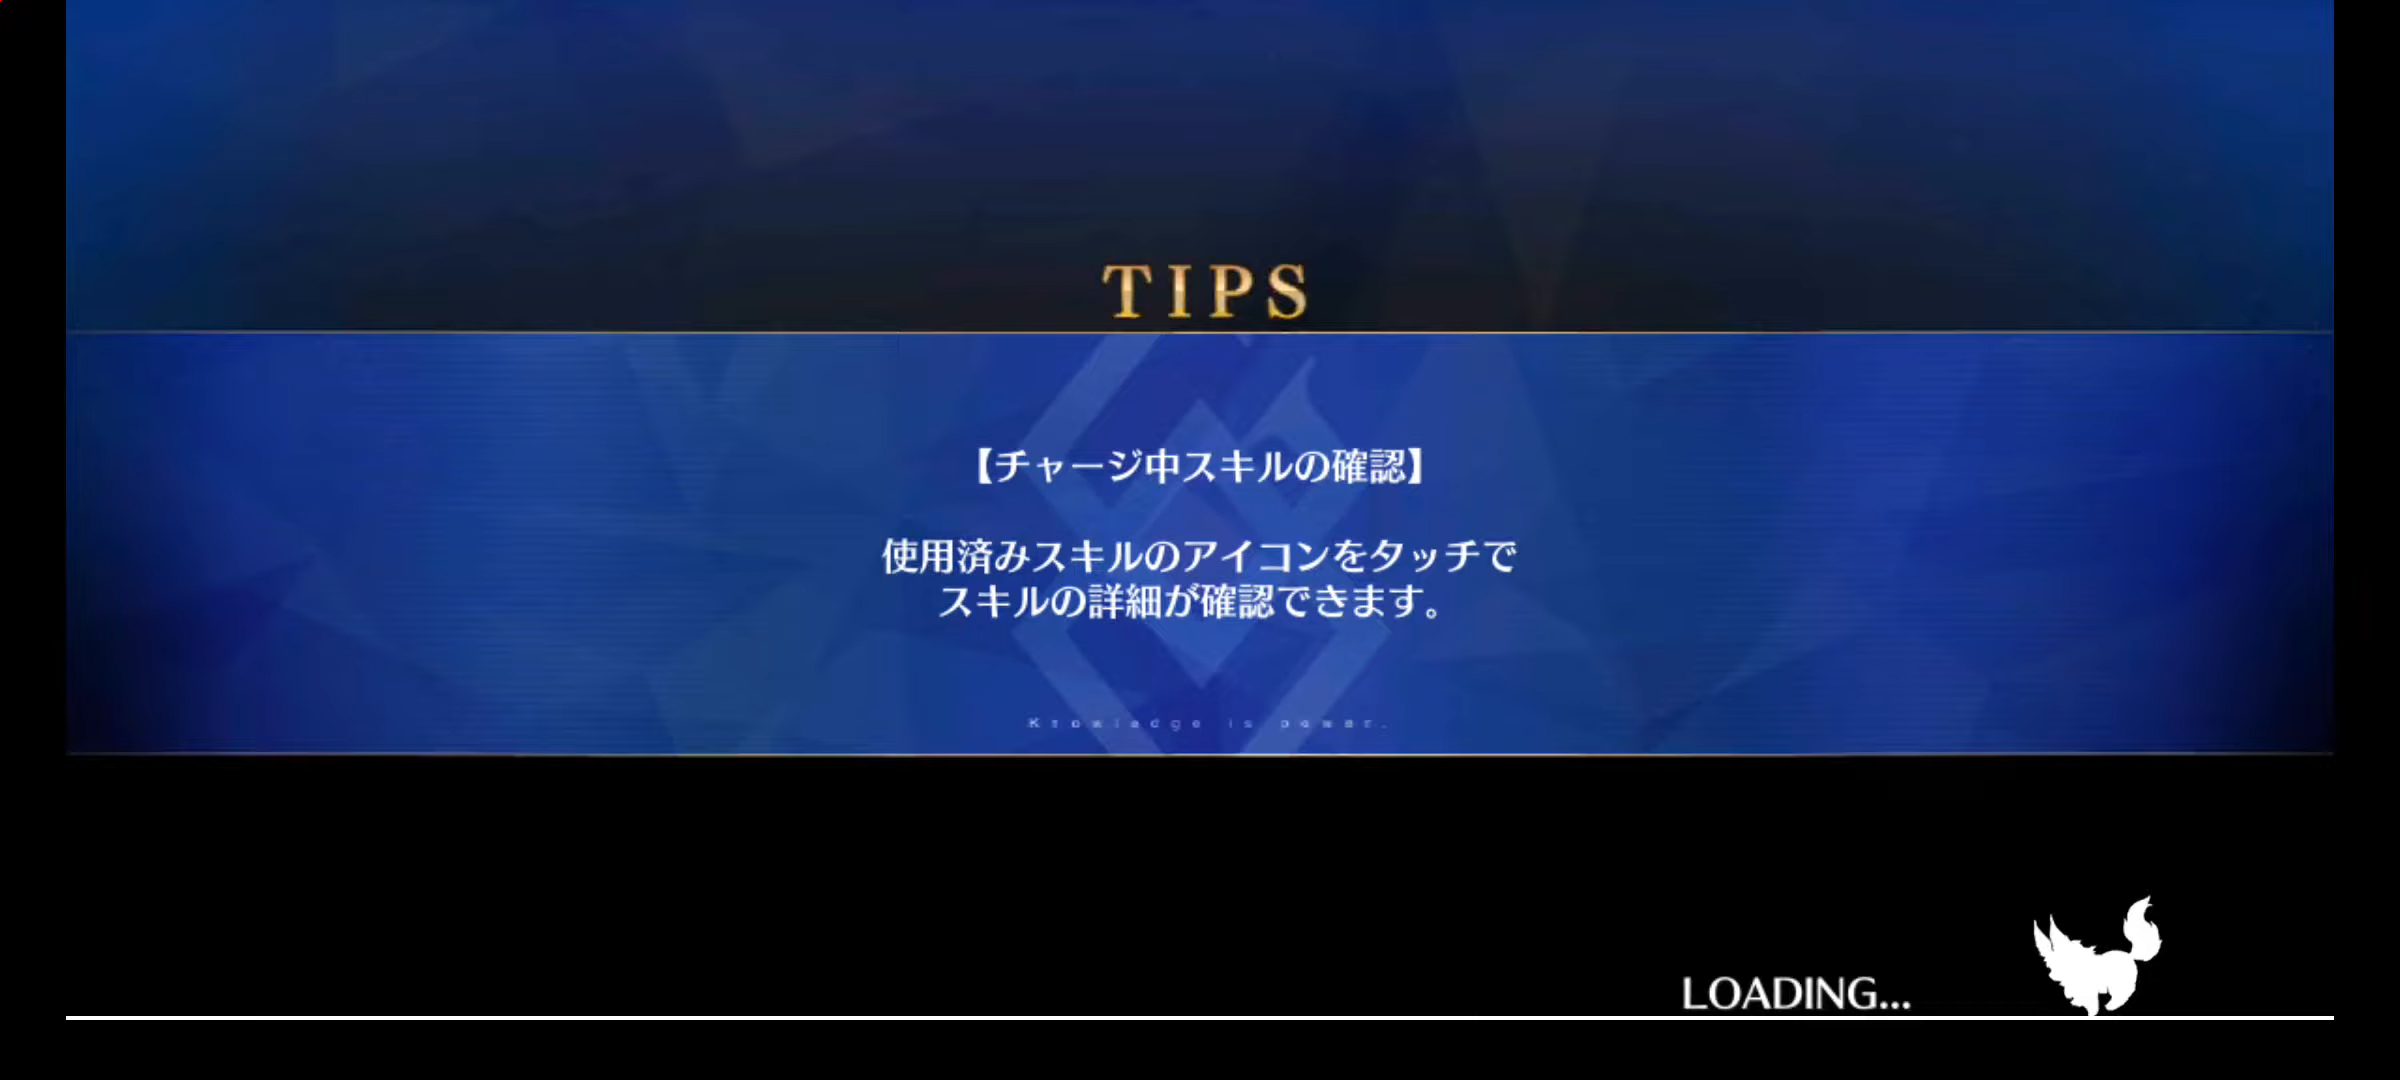 TIPS
【チャージ中スキルの確認】
使用済みスキルのアイコンをタッチで
スキルの詳細が確認できます。
Knowledge is power.
LOADING...